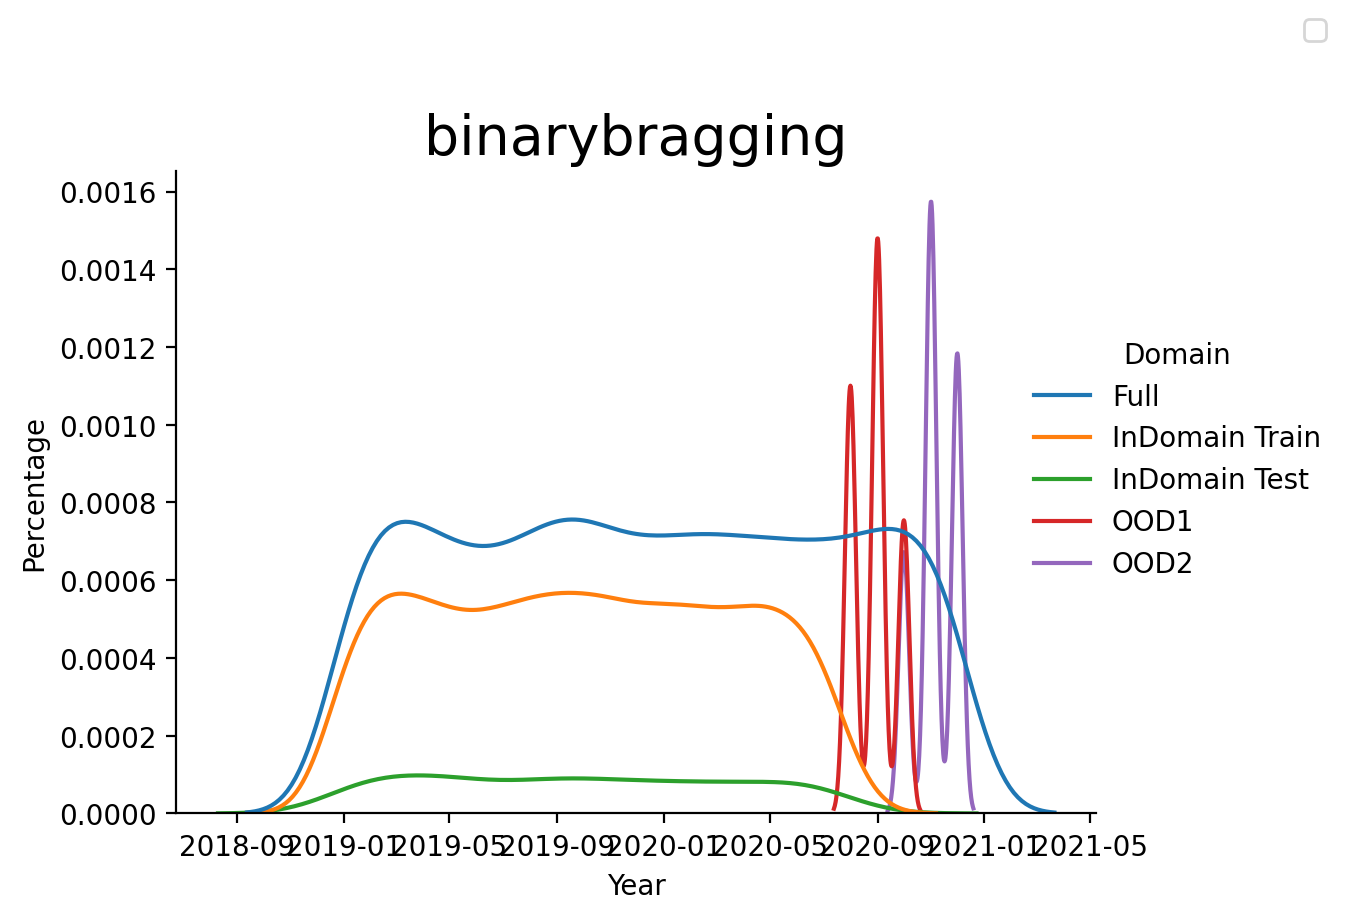 binarybragging
0.0016
0.0014
0.0012
0.0010
0.0008
0.0006
0.0004
0.0002
0.0000
Percentage
2018-09 2019-01 2019-05 2019-09 2020-01 2020-05 2020-09 2021-01 2021-05
Year
Domain
Full
InDomain Train
InDomain Test
OOD1
OOD2